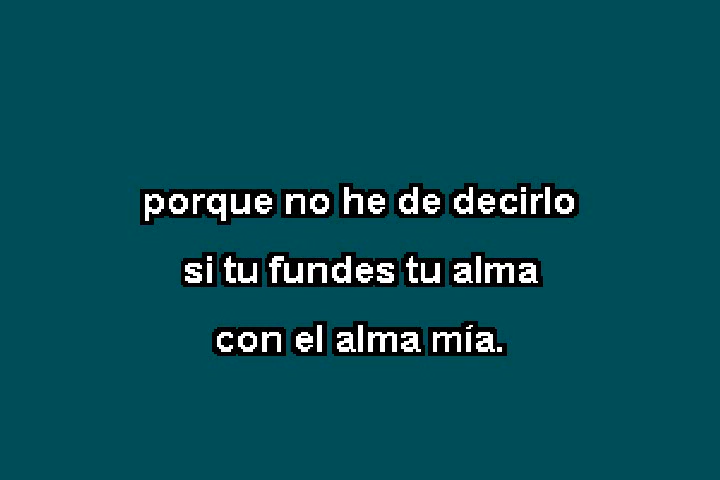 porque no he de decirlo
si tu fundes tu alma
con el alma mía.